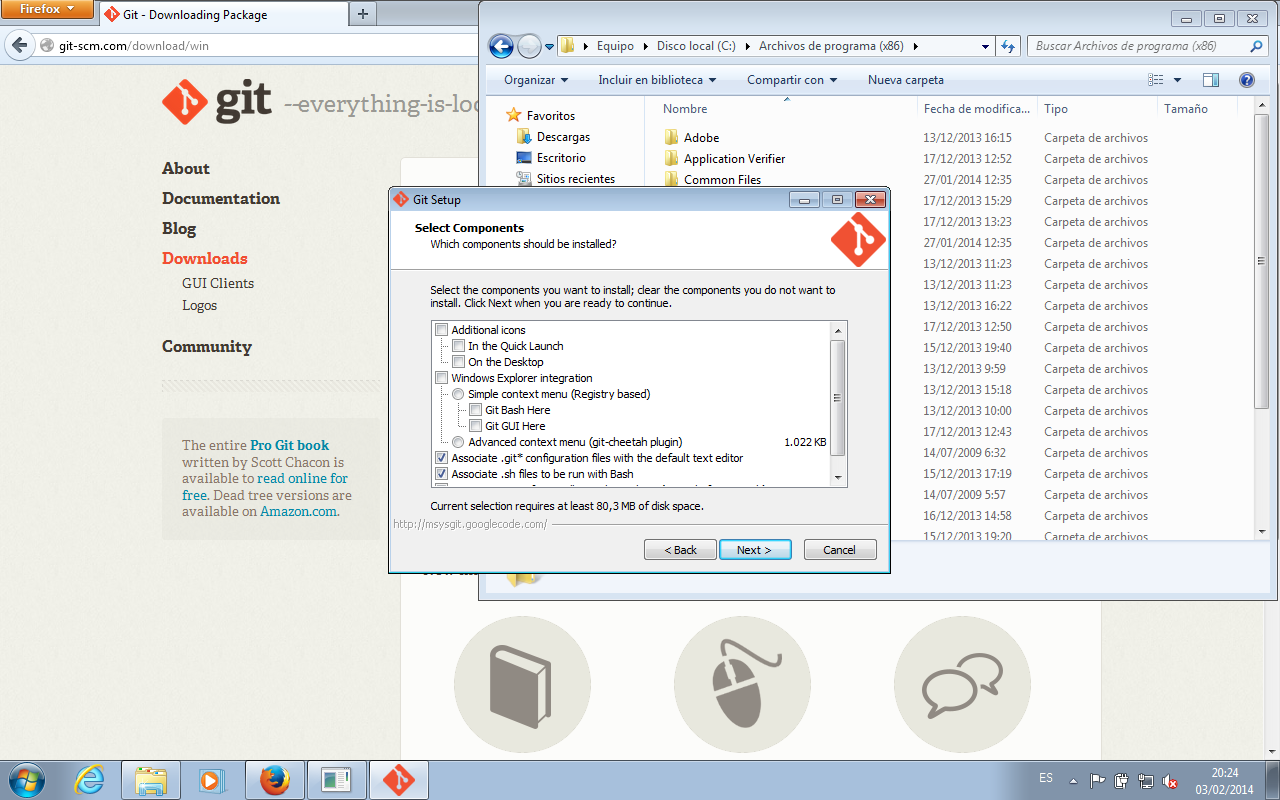 Firefox
Git - Downloading Package
git-scm.com/download/win
git --everything-is-loc
About
Documentation
Blog
Downloads
GUI Clients
Logos
Community
The entire Pro Git book
written by Scott Chacon is
available to read online for
free. Dead tree versions are
available on Amazon.com.
Equipo Disco local (C:) Archivos de programa (x86)
Buscar Archivos de programa (x86)
Organizar Incluir en biblioteca Compartir con Nueva carpeta
Favoritos
Descargas
Escritorio
Sitios recientes
Nombre Fecha de modifica... Tipo Tamaño
Adobe 13/12/2013 16:15 Carpeta de archivos
Application Verifier 17/12/2013 12:52 Carpeta de archivos
Common Files 27/01/2014 12:35 Carpeta de archivos
17/12/2013 15:29 Carpeta de archivos
17/12/2013 13:23 Carpeta de archivos
27/01/2014 12:35 Carpeta de archivos
13/12/2013 11:23 Carpeta de archivos
13/12/2013 11:23 Carpeta de archivos
13/12/2013 16:22 Carpeta de archivos
17/12/2013 12:50 Carpeta de archivos
15/12/2013 19:40 Carpeta de archivos
13/12/2013 9:59 Carpeta de archivos
13/12/2013 15:18 Carpeta de archivos
13/12/2013 10:00 Carpeta de archivos
17/12/2013 12:43 Carpeta de archivos
14/07/2009 6:32 Carpeta de archivos
15/12/2013 17:19 Carpeta de archivos
14/07/2009 5:57 Carpeta de archivos
16/12/2013 14:58 Carpeta de archivos
15/12/2013 19:20 Carpeta de archivos
Git Setup
Select Components
Which components should be installed?
Select the components you want to install; clear the components you do not want to
install. Click Next when you are ready to continue.
Additional icons
In the Quick Launch
On the Desktop
Windows Explorer integration
Simple context menu (Registry based)
Git Bash Here
Git GUI Here
Advanced context menu (git-cheetah plugin) 1.022 KB
Associate .git* configuration files with the default text editor
Associate .sh files to be run with Bash
Current selection requires at least 80,3 MB of disk space.
http://msysgit.googlecode.com/
< Back Next > Cancel
ES
20:24
03/02/2014